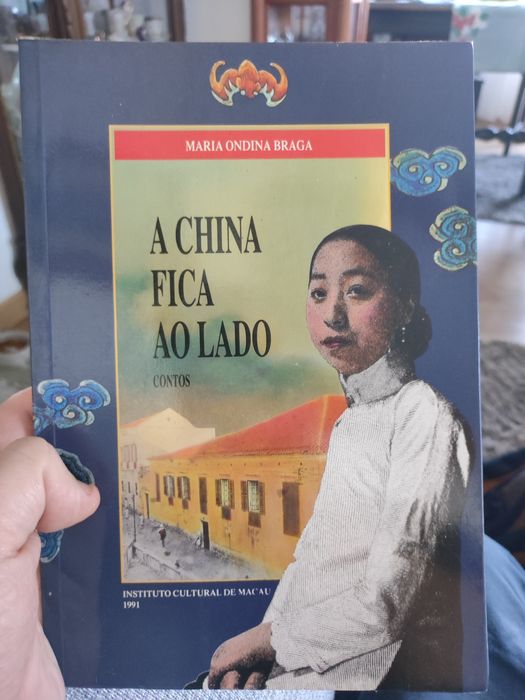 MARIA ONDINA BRAGA
A CHINA
FICA
AO LADO
CONTOS
INSTITUTO CULTURAL DE MACAU
1991